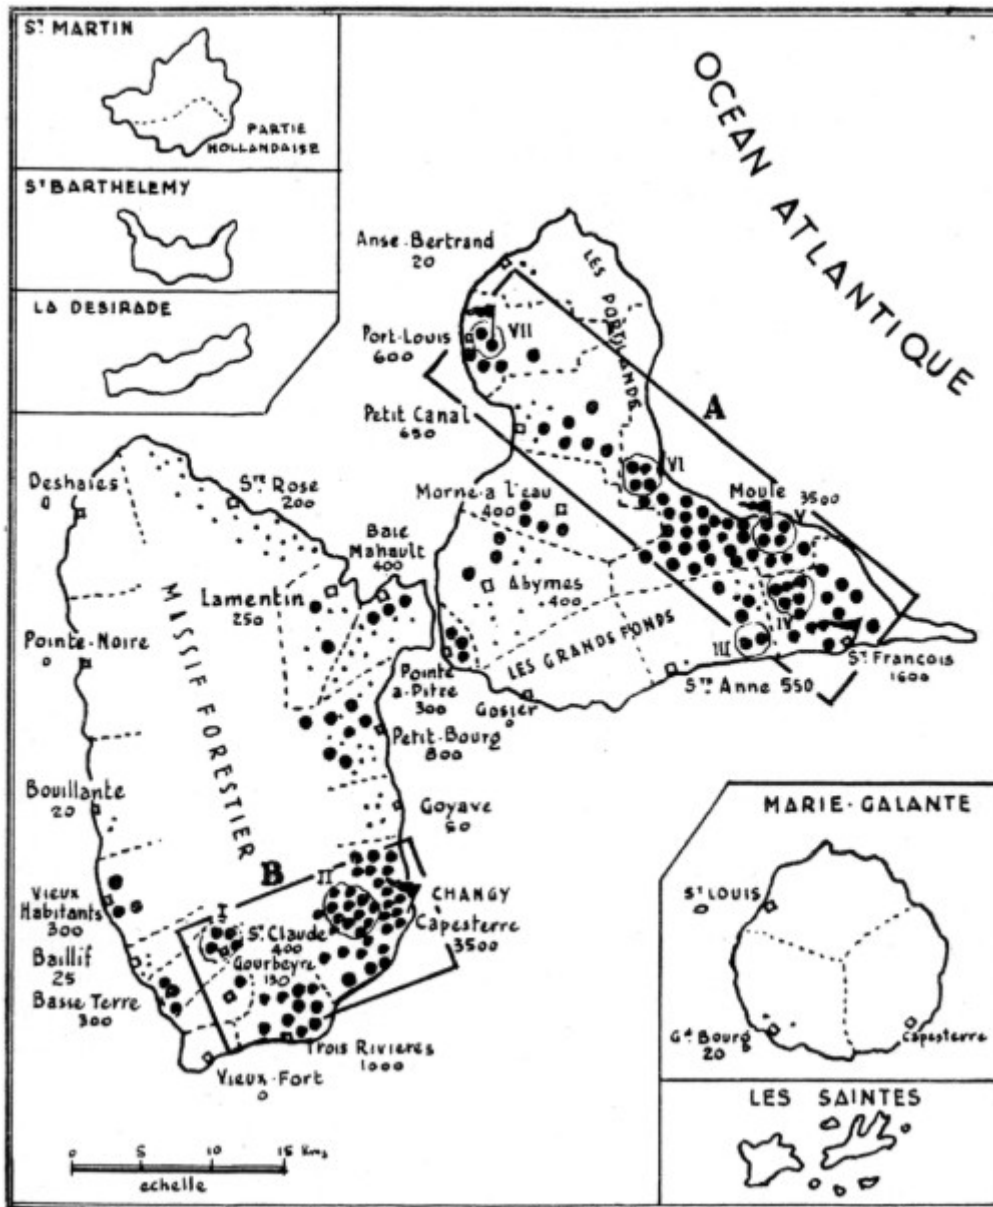 ST MARTIN
PARTIE
HOLLANDAISE
ST BARTHELEMY
LA DESIRADE
OCEAN ATLANTIQUE
Anse-Bertrand
20
LES PORTLANDS
Port-Louis
600
VII
A
Petit Canal
650
VI
Deshaies
0
STE Rose
200
Morne-a l'eau
400
Moule 3500
V
Baie
Mahault
400
Lamentin
250
Abymes
400
MASSIF FORESTIER
LES GRANDS FONDS
IV
III
Pointe-Noire
0
Pointe
a-Pitre
300
Gosier
0
STE Anne 550
ST François
1600
Petit-Bourg
800
Bouillante
20
Goyave
50
MARIE-GALANTE
B
II
I
CHANGY
Capesterre
3500
Vieux
Habitants
300
ST Claude
400
Gourbeyre
130
Baillif
25
Basse Terre
300
ST LOUIS
0
Gd Bourg
20
Capesterre
Trois Rivieres
1000
Vieux-Fort
0
LES SAINTES
0 5 10 15 Kms
echelle